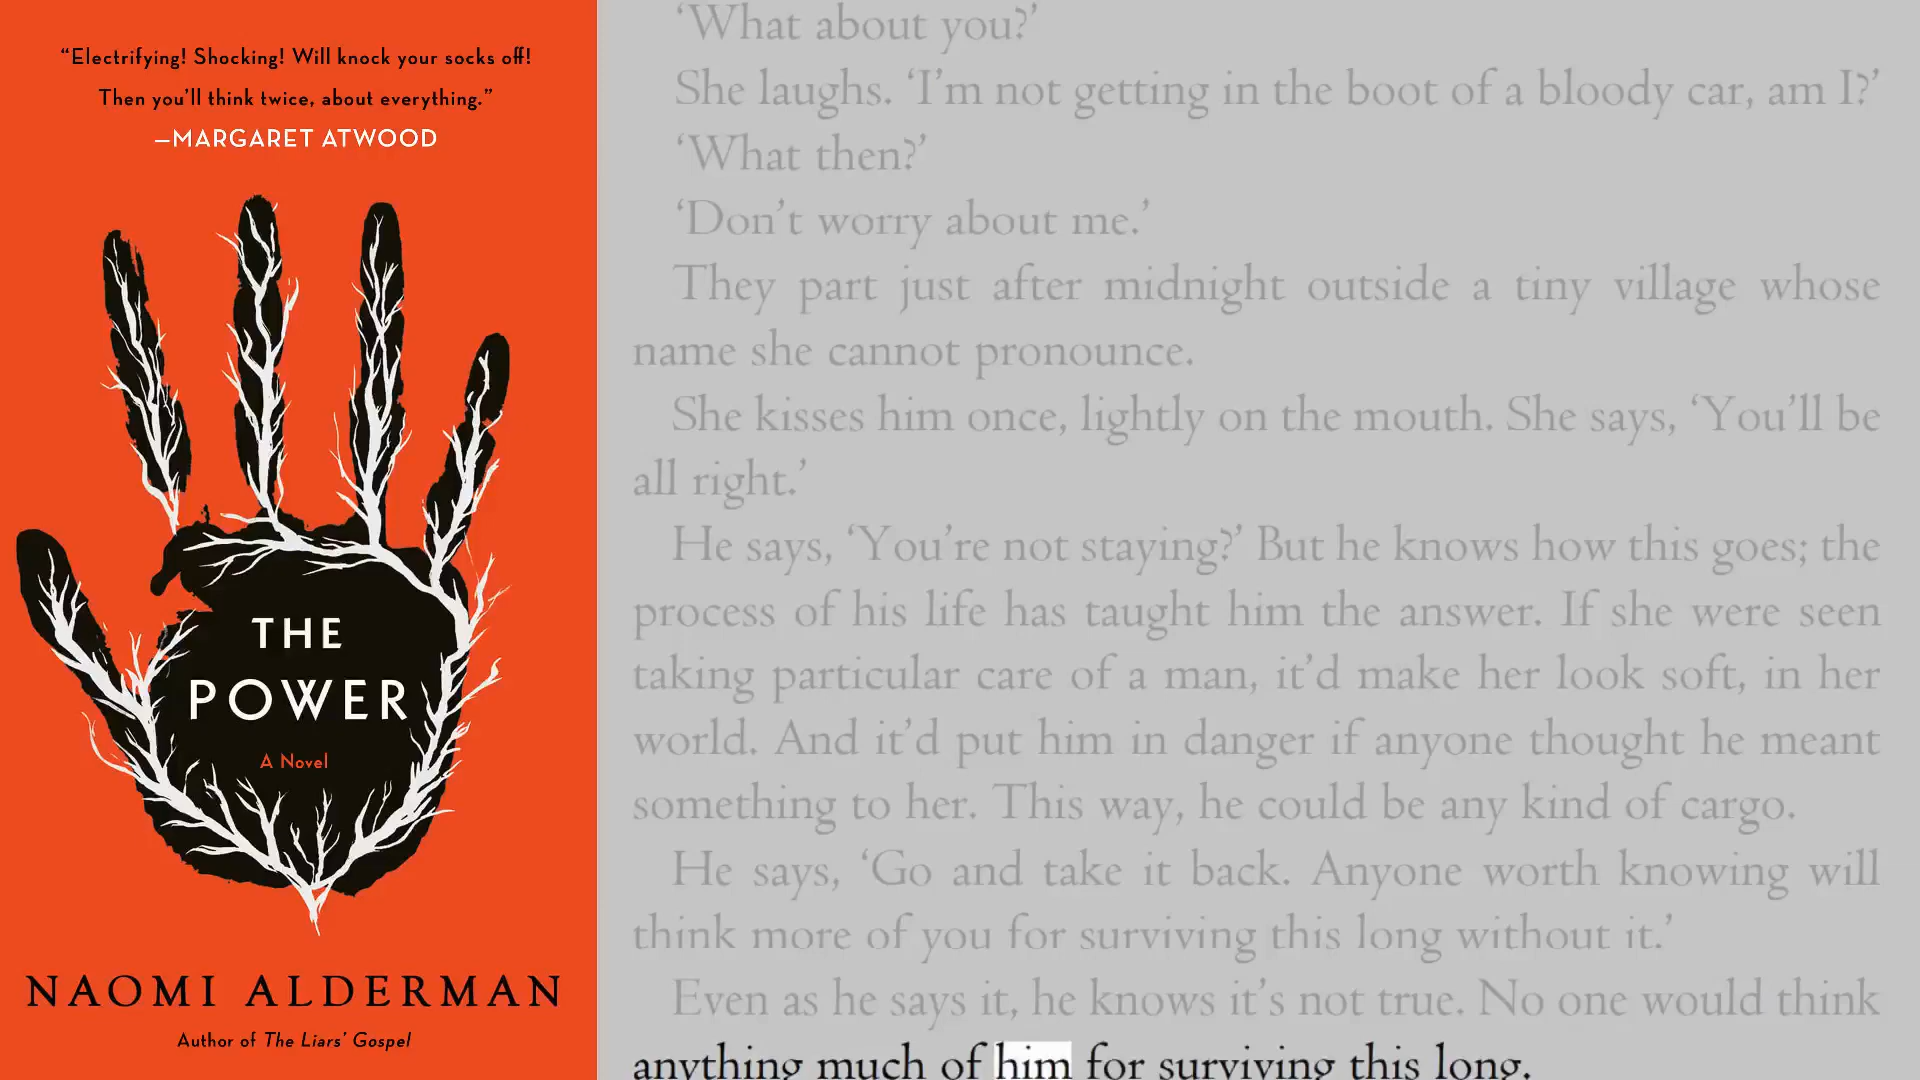 “Electrifying! Shocking! Will knock your socks off!
Then you’ll think twice, about everything.”
—MARGARET ATWOOD
THE
POWER
A Novel
NAOMI ALDERMAN
Author of The Liars’ Gospel
‘What about you?’
She laughs. ‘I’m not getting in the boot of a bloody car, am I?’
‘What then?’
‘Don’t worry about me.’
They part just after midnight outside a tiny village whose
name she cannot pronounce.
She kisses him once, lightly on the mouth. She says, ‘You’ll be
all right.’
He says, ‘You’re not staying?’ But he knows how this goes; the
process of his life has taught him the answer. If she were seen
taking particular care of a man, it’d make her look soft, in her
world. And it’d put him in danger if anyone thought he meant
something to her. This way, he could be any kind of cargo.
He says, ‘Go and take it back. Anyone worth knowing will
think more of you for surviving this long without it.’
Even as he says it, he knows it’s not true. No one would think
anything much of him for surviving this long.